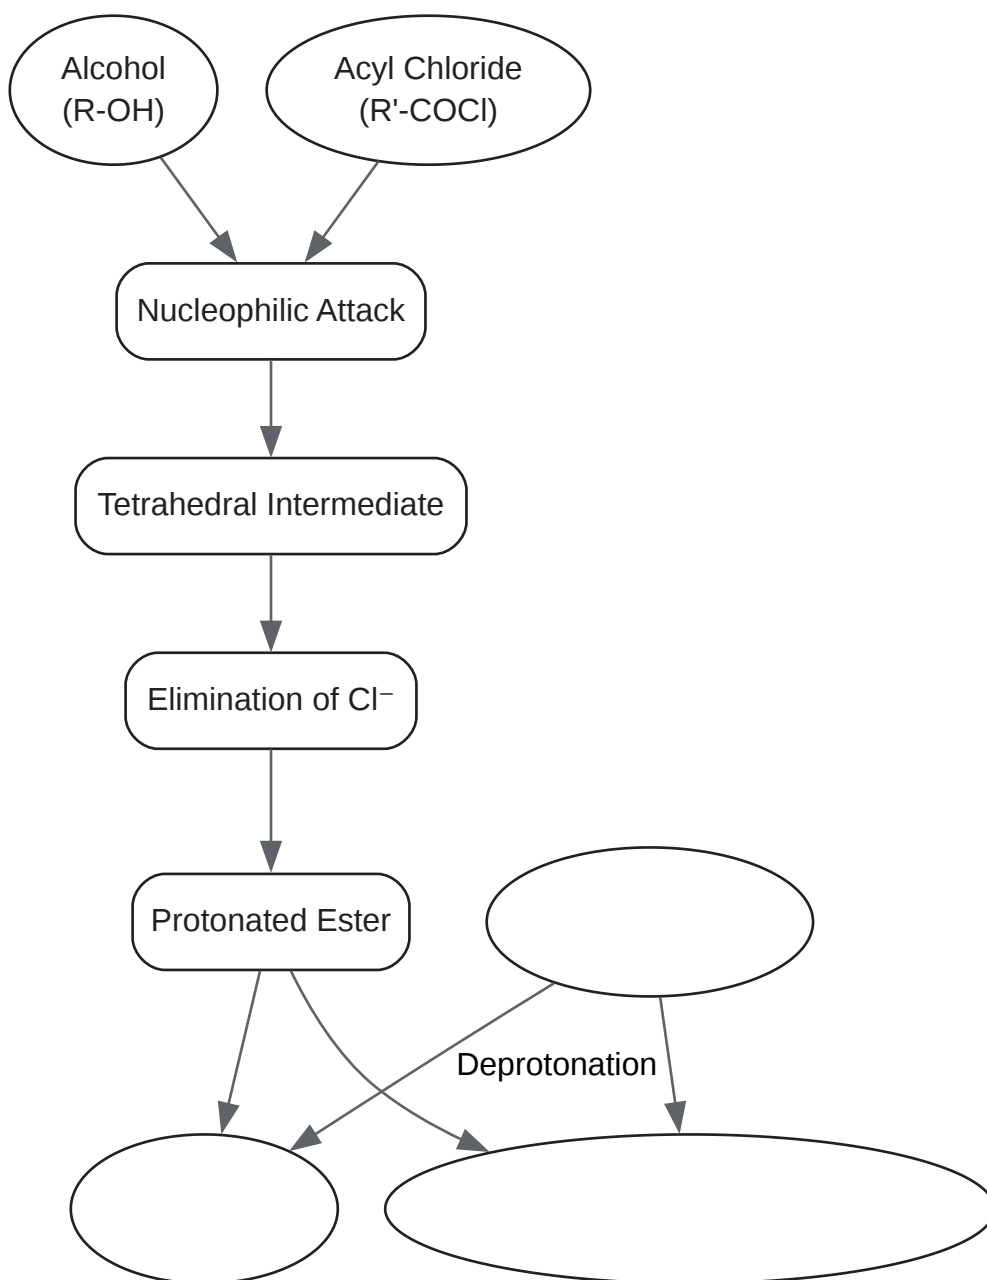 Alcohol
(R-OH)
Acyl Chloride
(R'-COCl)
Nucleophilic Attack
Tetrahedral Intermediate
Elimination of Cl⁻
Protonated Ester
Deprotonation